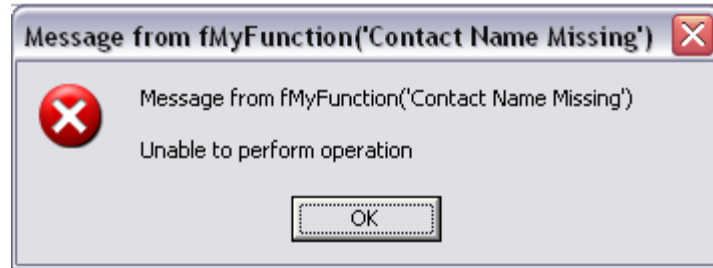 Message from fMyFunction('Contact Name Missing')
Message from fMyFunction('Contact Name Missing')
Unable to perform operation
OK